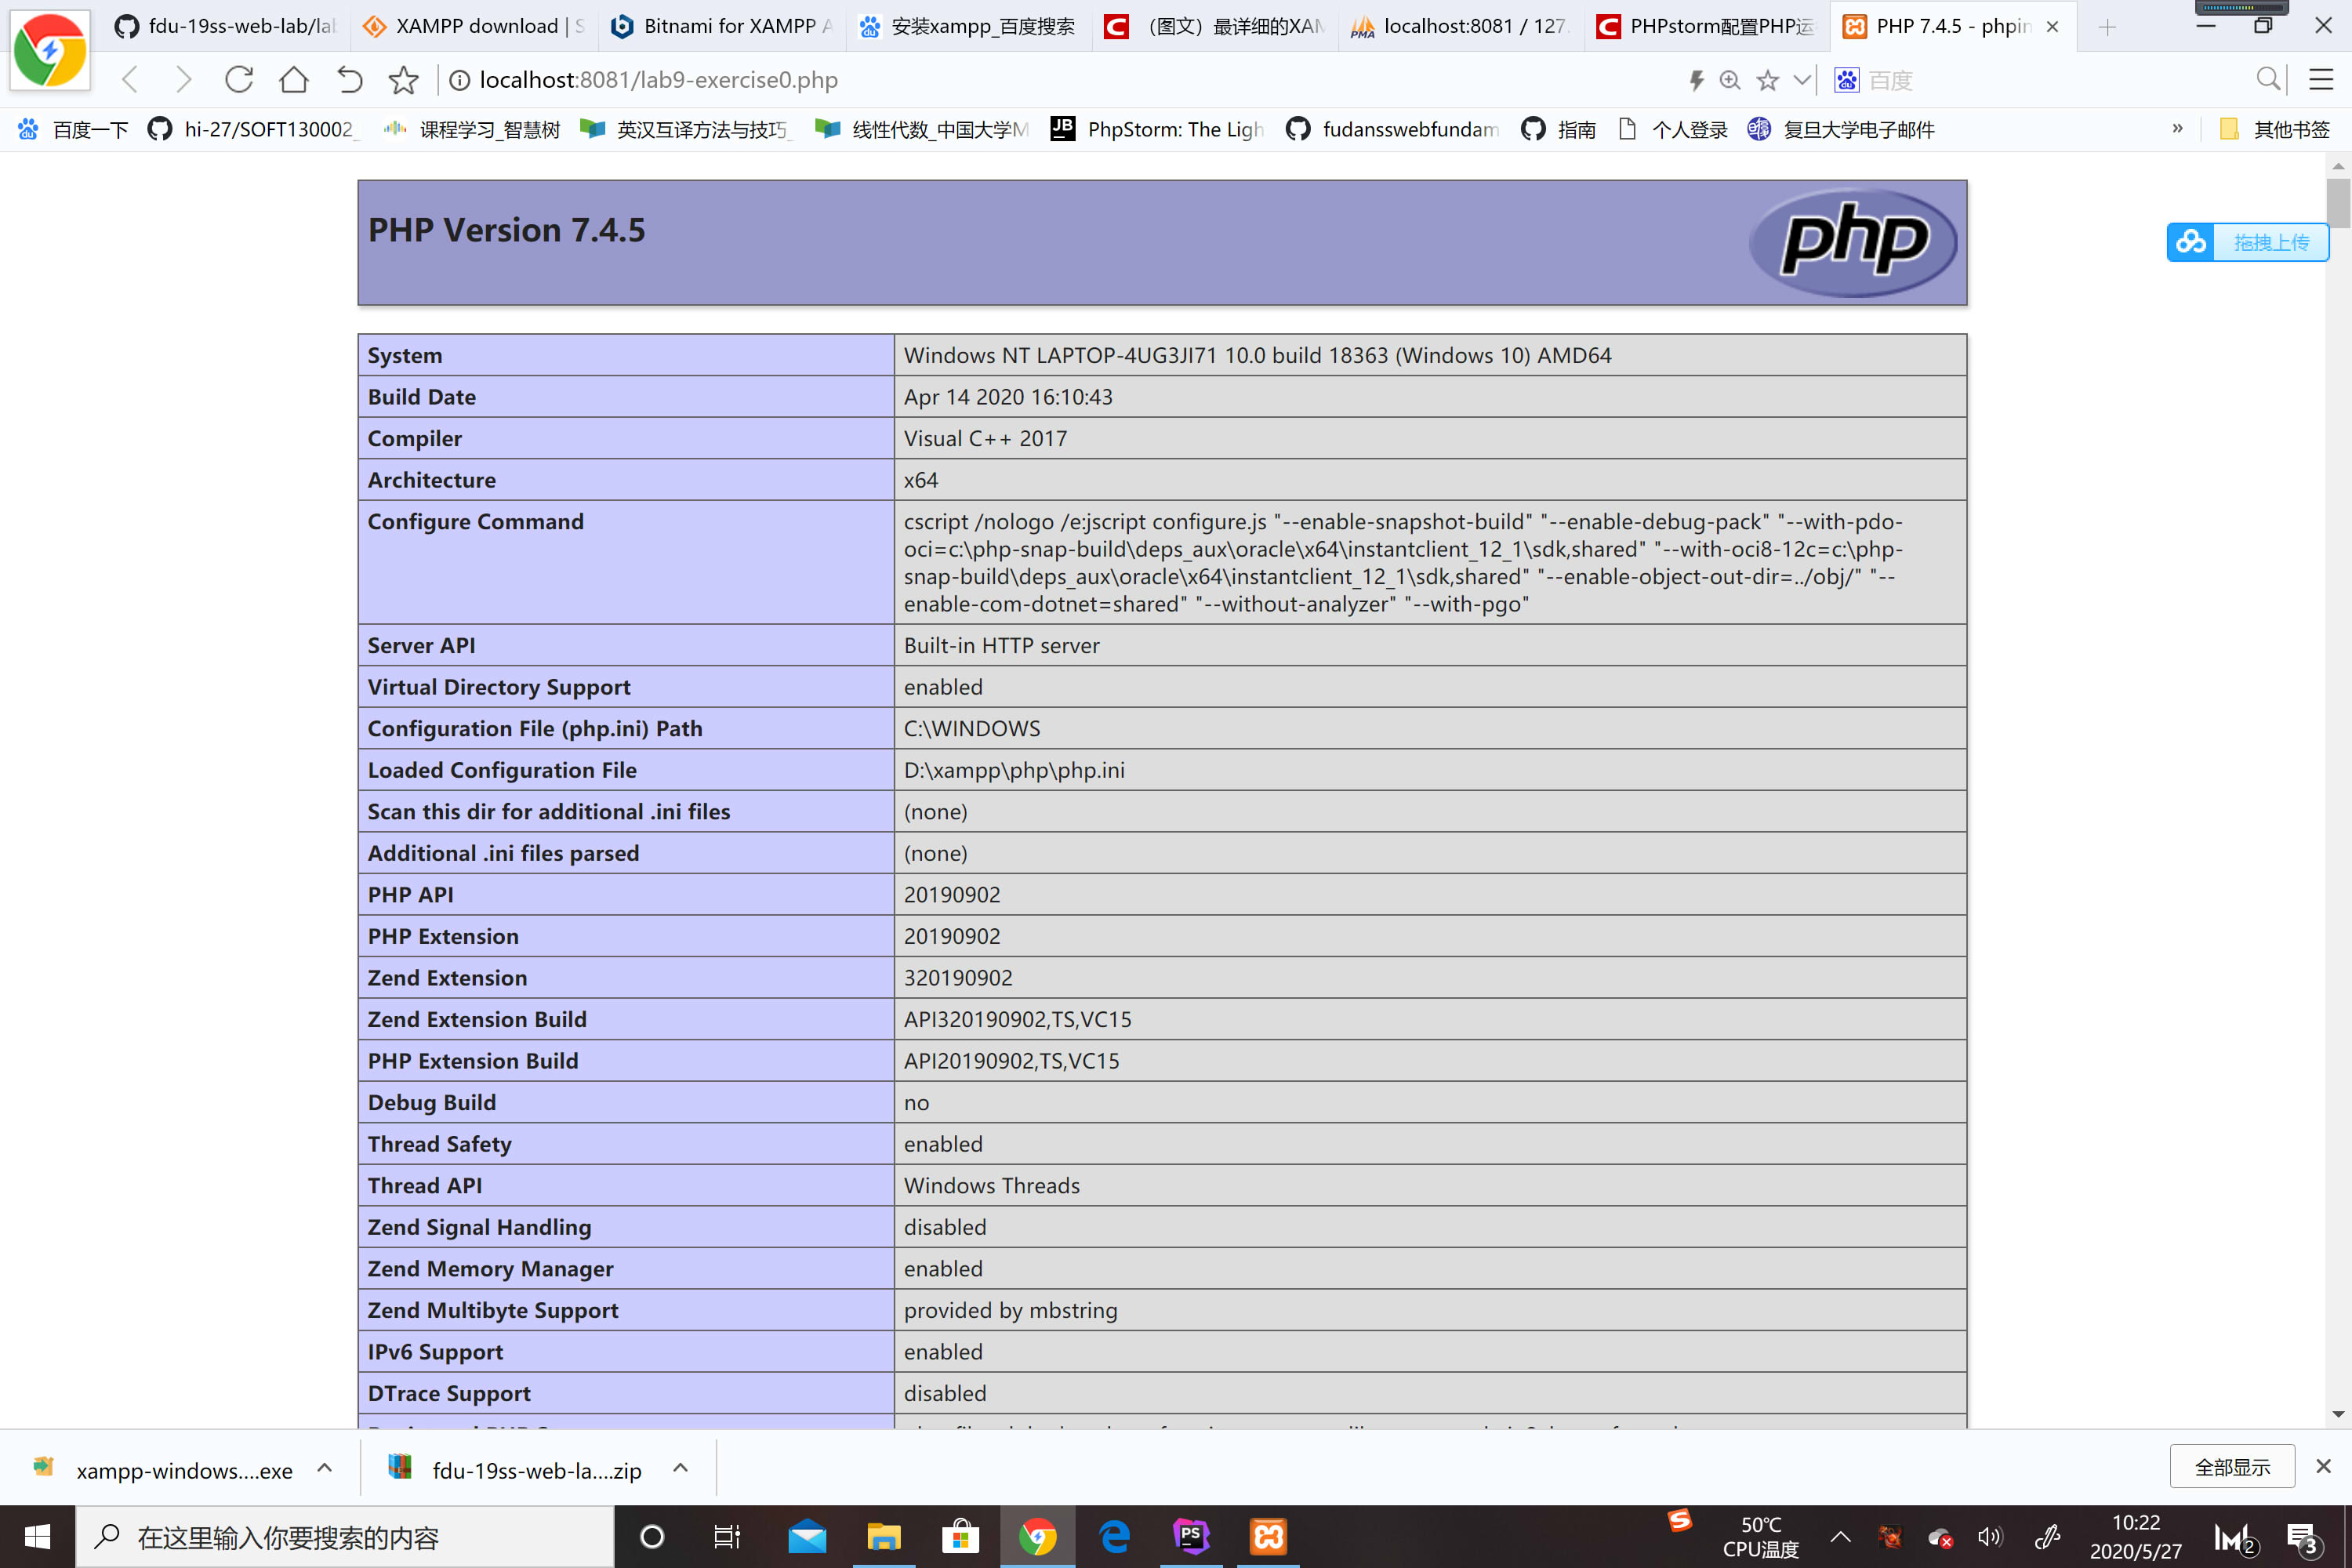 fdu-19ss-web-lab/lab
XAMPP download | S
Bitnami for XAMPP A
安装xampp_百度搜索
（图文）最详细的XAM
localhost:8081 / 127.
PHPstorm配置PHP运
PHP 7.4.5 - phpin
localhost:8081/lab9-exercise0.php
百度
百度一下
hi-27/SOFT130002_
课程学习_智慧树
英汉互译方法与技巧_
线性代数_中国大学M
PhpStorm: The Ligh
fudansswebfundam
指南
个人登录
复旦大学电子邮件
»
其他书签
PHP Version 7.4.5
php
拖拽上传
System Windows NT LAPTOP-4UG3JI71 10.0 build 18363 (Windows 10) AMD64
Build Date Apr 14 2020 16:10:43
Compiler Visual C++ 2017
Architecture x64
Configure Command cscript /nologo /e:jscript configure.js "--enable-snapshot-build" "--enable-debug-pack" "--with-pdo-
oci=c:\php-snap-build\deps_aux\oracle\x64\instantclient_12_1\sdk,shared" "--with-oci8-12c=c:\php-
snap-build\deps_aux\oracle\x64\instantclient_12_1\sdk,shared" "--enable-object-out-dir=../obj/" "--
enable-com-dotnet=shared" "--without-analyzer" "--with-pgo"
Server API Built-in HTTP server
Virtual Directory Support enabled
Configuration File (php.ini) Path C:\WINDOWS
Loaded Configuration File D:\xampp\php\php.ini
Scan this dir for additional .ini files (none)
Additional .ini files parsed (none)
PHP API 20190902
PHP Extension 20190902
Zend Extension 320190902
Zend Extension Build API320190902,TS,VC15
PHP Extension Build API20190902,TS,VC15
Debug Build no
Thread Safety enabled
Thread API Windows Threads
Zend Signal Handling disabled
Zend Memory Manager enabled
Zend Multibyte Support provided by mbstring
IPv6 Support enabled
DTrace Support disabled
xampp-windows....exe
fdu-19ss-web-la....zip
全部显示
在这里输入你要搜索的内容
50℃
CPU温度
10:22
2020/5/27
2
3